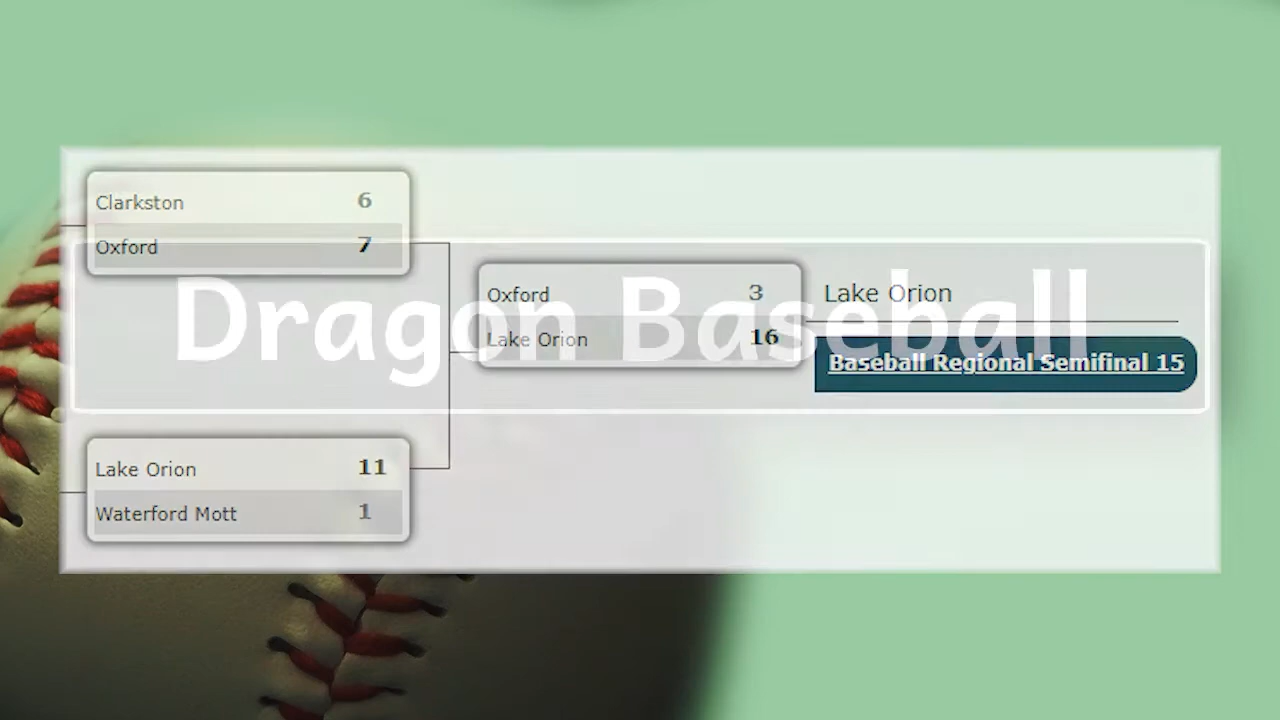 Clarkston 6
Oxford 7
Dragon Baseball
Oxford 3
Lake Orion 16
Lake Orion
Baseball Regional Semifinal 15
Lake Orion 11
Waterford Mott 1